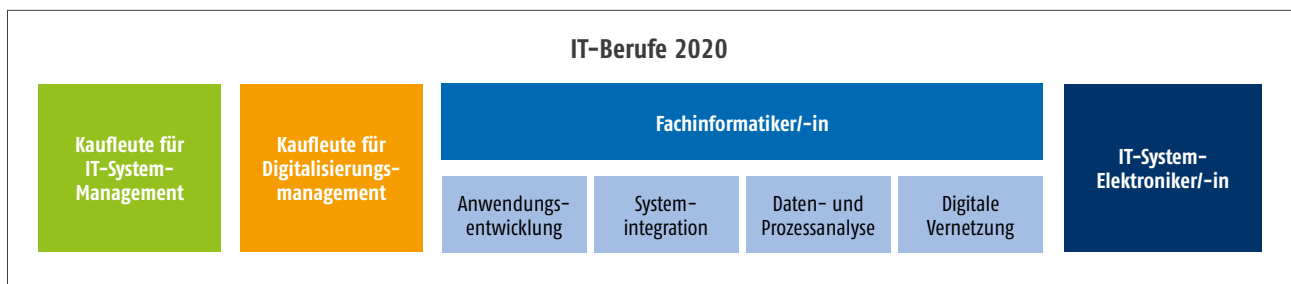 IT-Berufe 2020
Kaufleute für
IT-System-
Management
Kaufleute für
Digitalisierungs-
management
Fachinformatiker/-in
Anwendungs-
entwicklung
System-
integration
Daten- und
Prozessanalyse
Digitale
Vernetzung
IT-System-
Elektroniker/-in